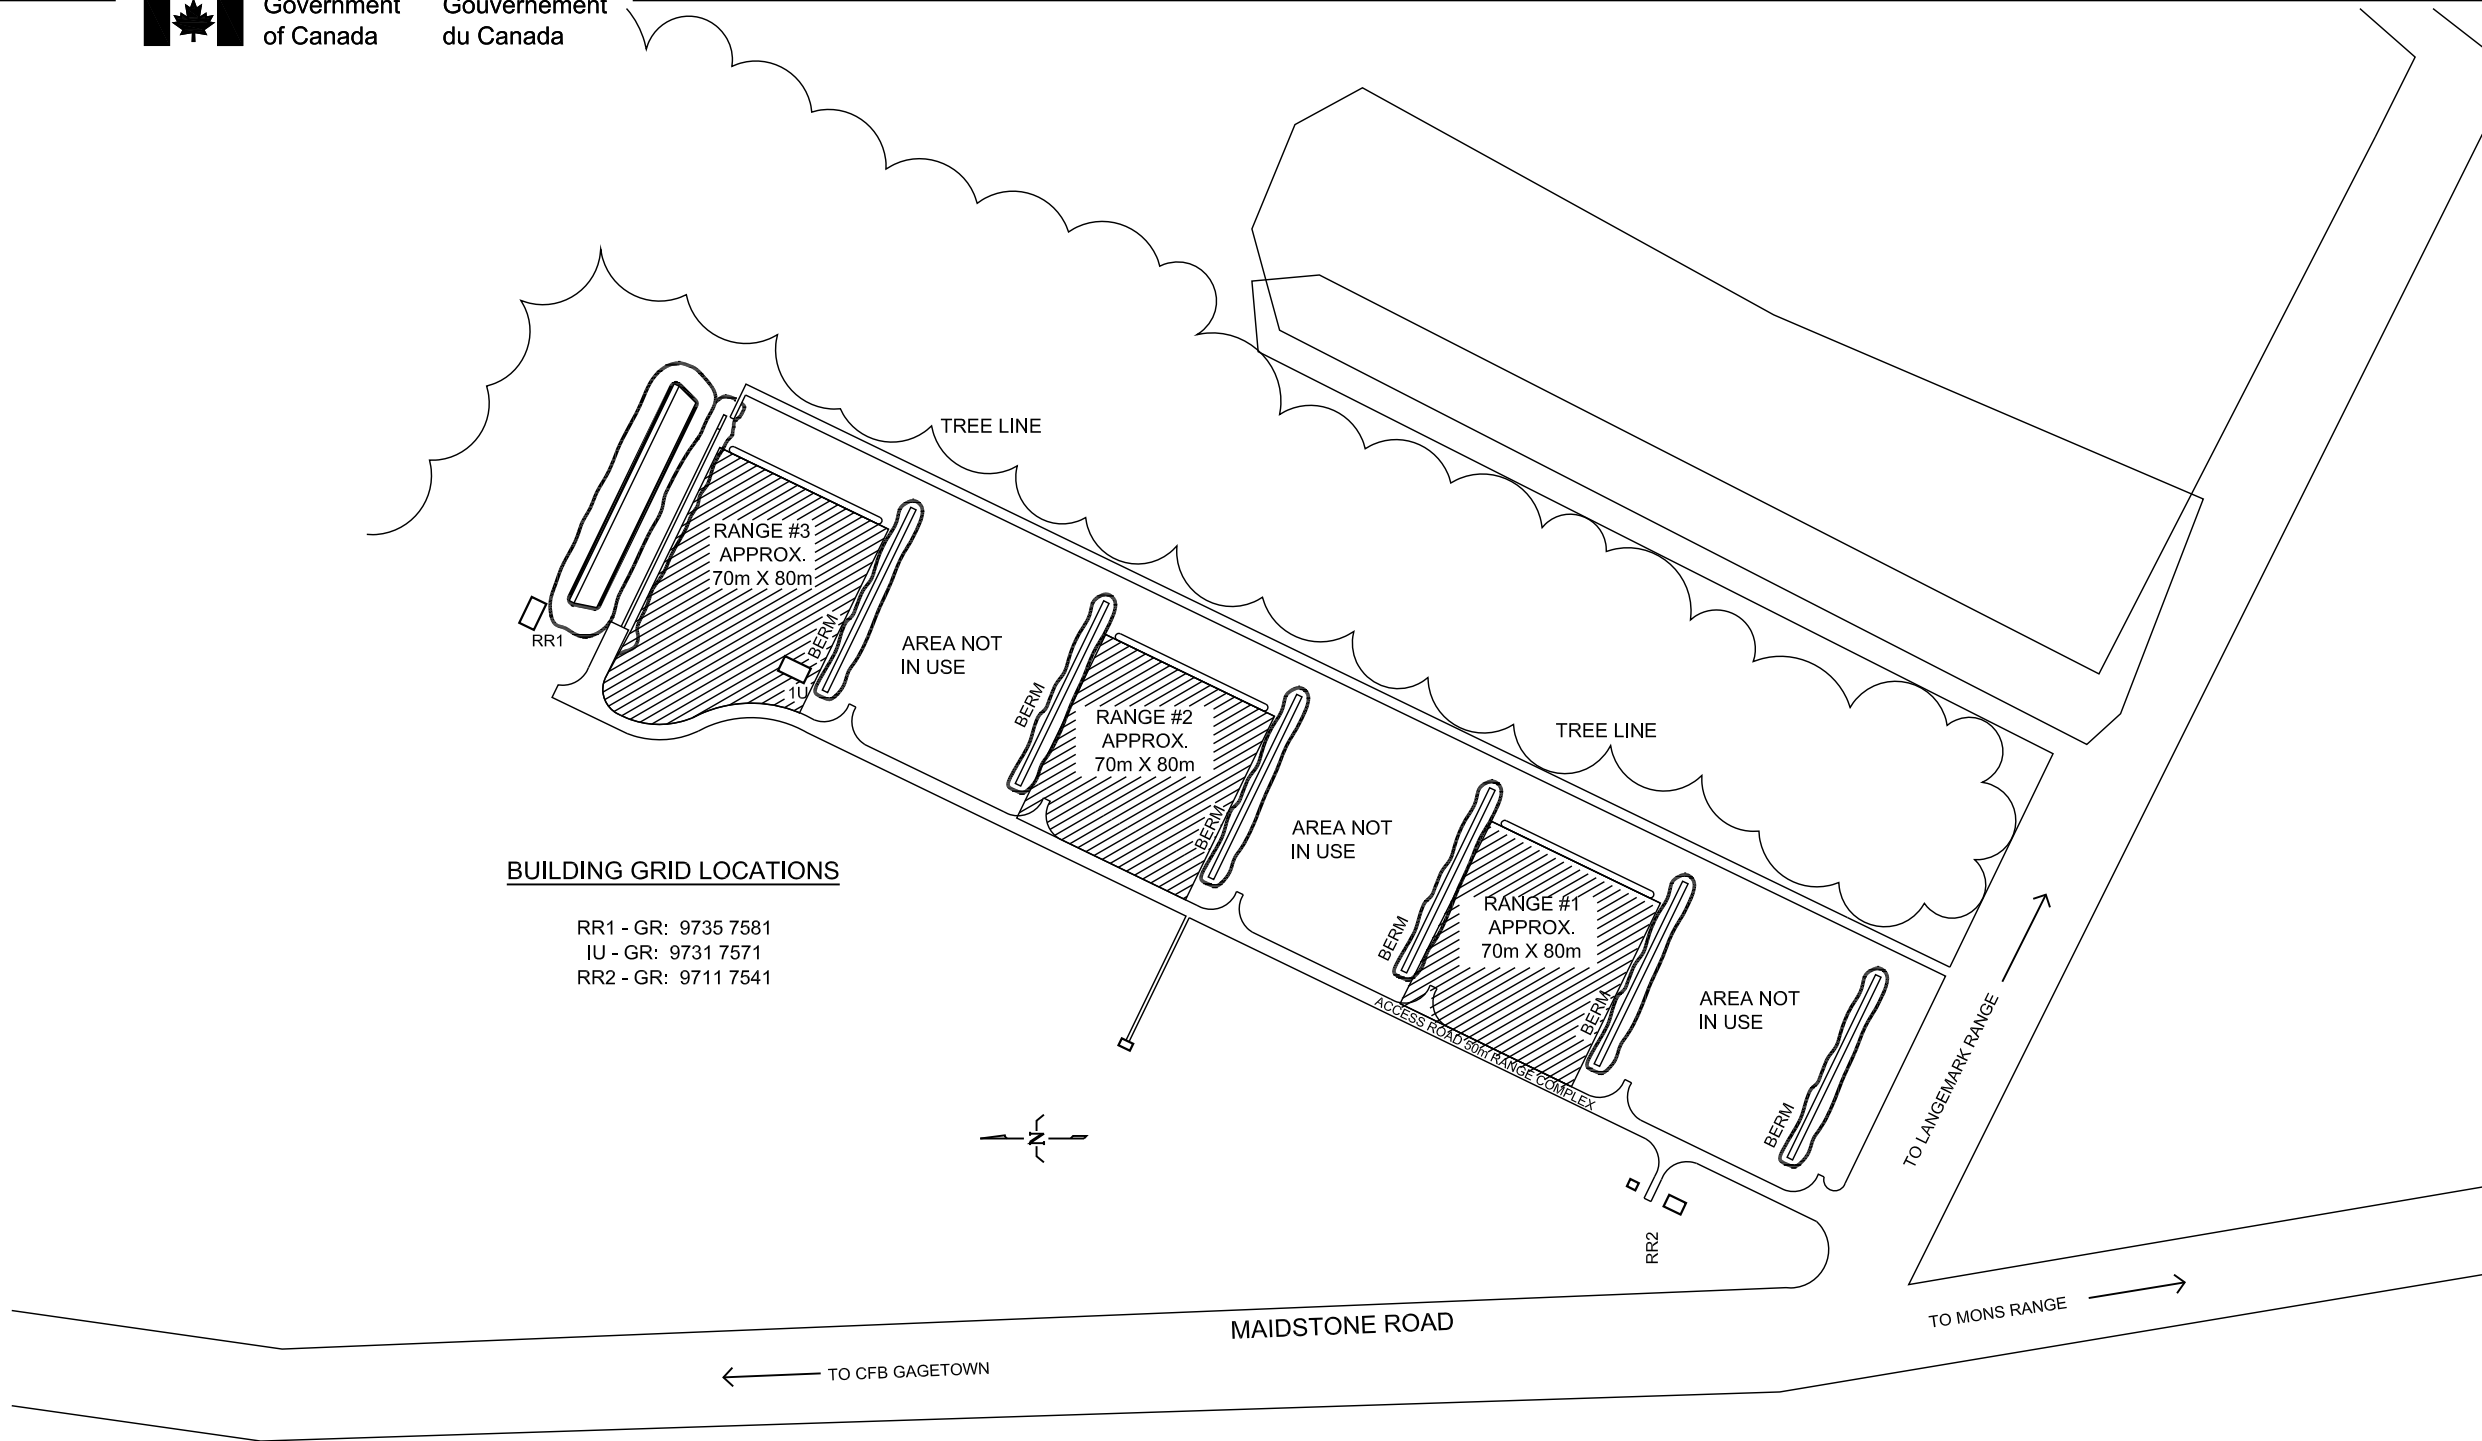 Government Gouvernement
of Canada du Canada
TREE LINE
RANGE #3
APPROX.
70m X 80m
RR1
BERM
1U
AREA NOT
IN USE
BERM
RANGE #2
APPROX.
70m X 80m
BERM
TREE LINE
AREA NOT
IN USE
BERM
RANGE #1
APPROX.
70m X 80m
BERM
ACCESS ROAD 50m RANGE COMPLEX
AREA NOT
IN USE
BERM
TO LANGEMARK RANGE
BUILDING GRID LOCATIONS
RR1 - GR: 9735 7581
IU - GR: 9731 7571
RR2 - GR: 9711 7541
N
RR2
MAIDSTONE ROAD
TO MONS RANGE
TO CFB GAGETOWN